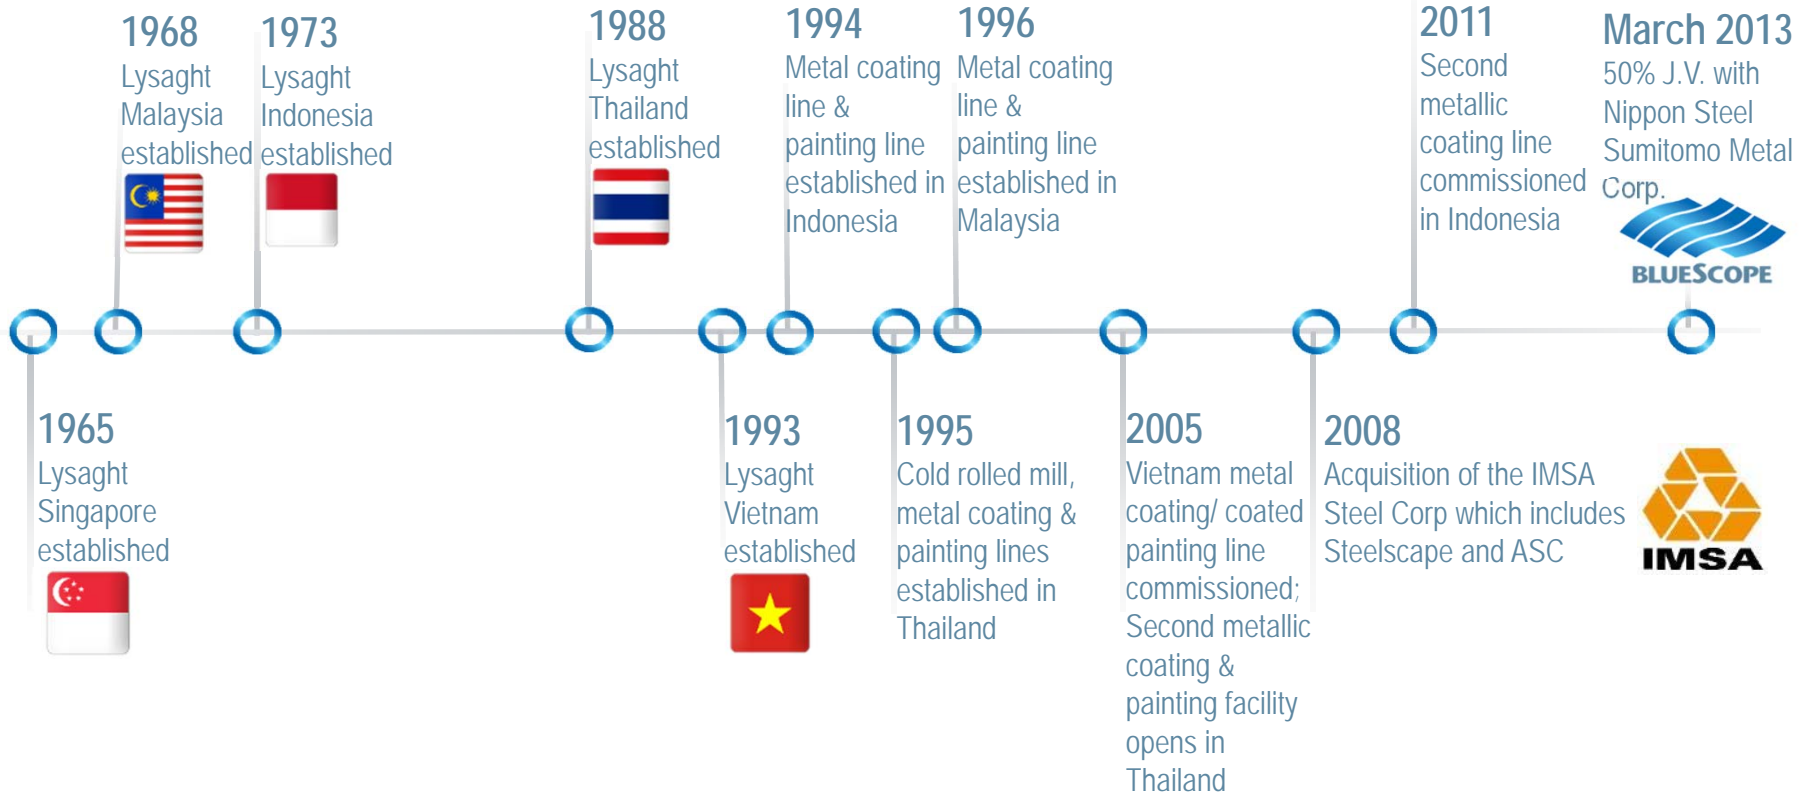 1968
Lysaght
Malaysia
established
1973
Lysaght
Indonesia
established
1988
Lysaght
Thailand
established
1994
Metal coating
line &
painting line
established in
Indonesia
1996
Metal coating
line &
painting line
established in
Malaysia
2011
Second
metallic
coating line
commissioned
in Indonesia
March 2013
50% J.V. with
Nippon Steel
Sumitomo Metal
Corp.
BLUESCOPE
1965
Lysaght
Singapore
established
1993
Lysaght
Vietnam
established
1995
Cold rolled mill,
metal coating &
painting lines
established in
Thailand
2005
Vietnam metal
coating/ coated
painting line
commissioned;
Second metallic
coating &
painting facility
opens in
Thailand
2008
Acquisition of the IMSA
Steel Corp which includes
Steelscape and ASC
IMSA